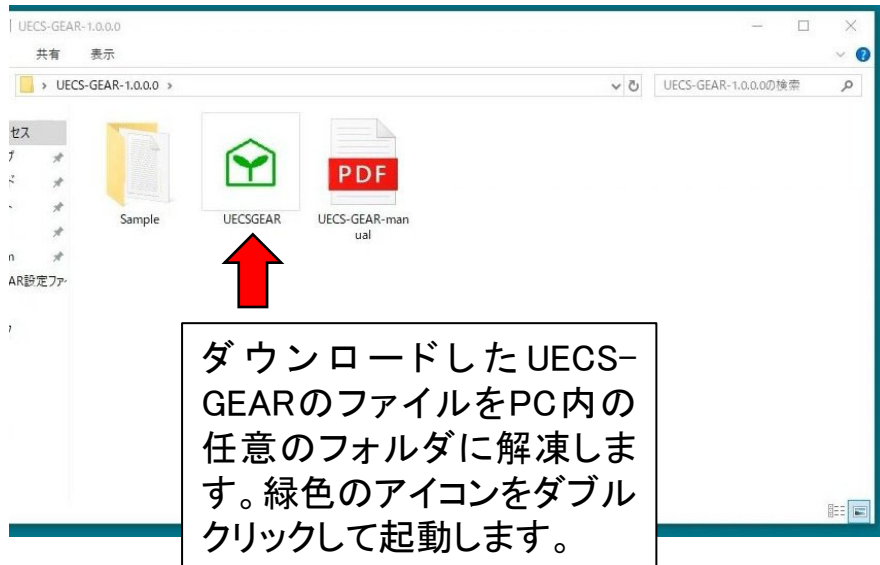 UECS-GEAR-1.0.0.0
共有 表示
UECS-GEAR-1.0.0.0
UECS-GEAR-1.0.0.0の検索
セス
AR設定ファ
PDF
Sample
UECSGEAR
UECS-GEAR-man
ual
ダウンロードしたUECS-
GEARのファイルをPC内の
任意のフォルダに解凍しま
す。緑色のアイコンをダブル
クリックして起動します。